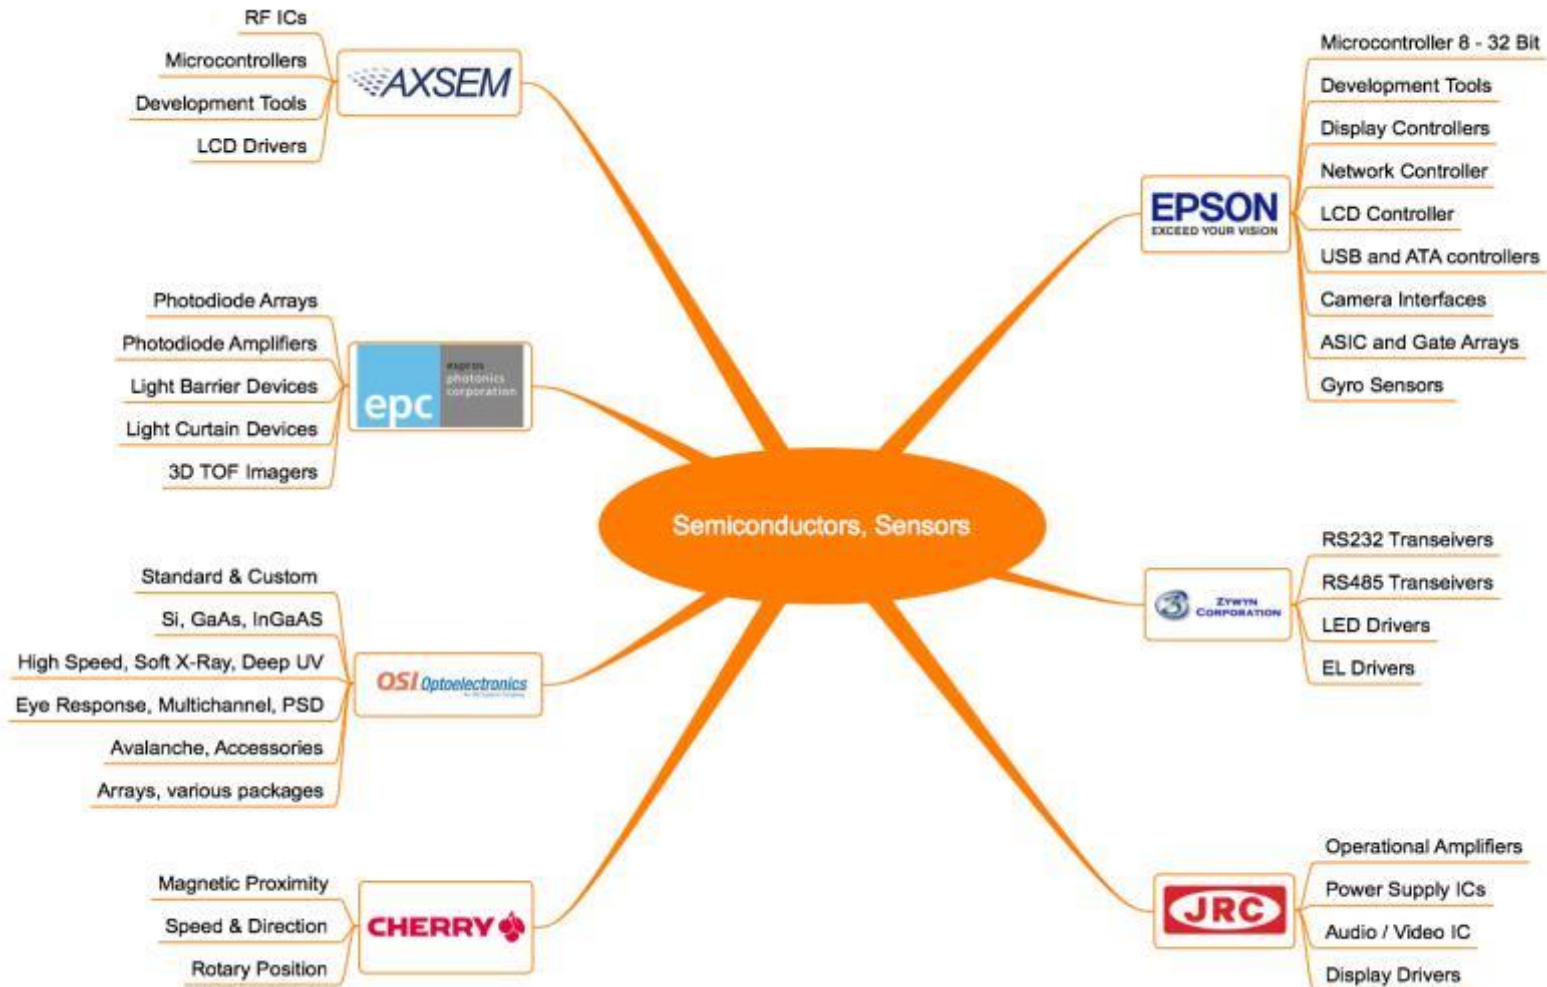 RF ICs
Microcontrollers
Development Tools
LCD Drivers
AXSEM
Photodiode Arrays
Photodiode Amplifiers
Light Barrier Devices
Light Curtain Devices
3D TOF Imagers
epc
espros
photonics
corporation
Standard & Custom
Si, GaAs, InGaAS
High Speed, Soft X-Ray, Deep UV
Eye Response, Multichannel, PSD
Avalanche, Accessories
Arrays, various packages
OSI Optoelectronics
Magnetic Proximity
Speed & Direction
Rotary Position
CHERRY
Semiconductors, Sensors
EPSON
EXCEED YOUR VISION
Microcontroller 8 - 32 Bit
Development Tools
Display Controllers
Network Controller
LCD Controller
USB and ATA controllers
Camera Interfaces
ASIC and Gate Arrays
Gyro Sensors
ZYWYN
CORPORATION
RS232 Transeivers
RS485 Transeivers
LED Drivers
EL Drivers
JRC
Operational Amplifiers
Power Supply ICs
Audio / Video IC
Display Drivers